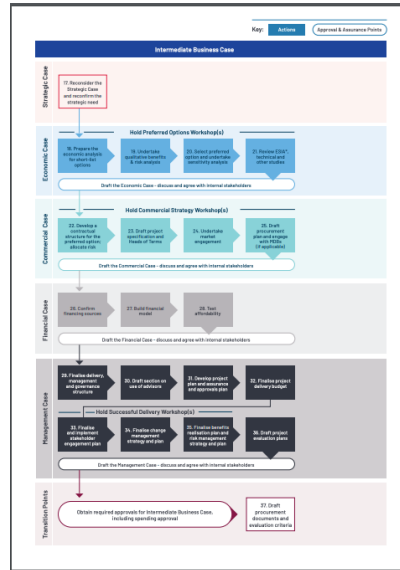 Key:
Actions
Approval & Assurance Points
Intermediate Business Case
Strategic Case
17. Reconsider the
Strategic Case
and reconfirm the
strategic need
Economic Case
Hold Preferred Options Workshop(s)
18. Prepare the
economic analysis
for short-list
options
19. Undertake
qualitative benefits
& risk analysis
20. Select preferred
option and undertake
sensitivity analysis
21. Review
technical and
other studies
Draft the Economic Case - discuss and agree with internal stakeholders
Commercial Case
Hold Commercial Strategy Workshop(s)
22. Develop a
contractual
structure for the
preferred option;
allocate risk
23. Draft project
specification and
Heads of Terms
24. Undertake
market
engagement
25. Draft
procurement
plan and engage
with
(if applicable)
Draft the Commercial Case - discuss and agree with internal stakeholders
Financial Case
26. Confirm
financing sources
27. Build financial
model
28. Test
affordability
Draft the Financial Case - discuss and agree with internal stakeholders
Management Case
29. Finalise delivery,
management
and governance
structure
30. Draft section on
use of advisors
31. Develop project
plan and assurance
and approvals plan
32. Finalise project
delivery budget
Hold Successful Delivery Workshop(s)
33. Finalise
and implement
stakeholder
engagement plan
34. Finalise change
management
strategy and plan
35. Finalise benefits
realisation plan and
risk management
strategy and plan
36. Draft project
evaluation plans
Draft the Management Case - discuss and agree with internal stakeholders
Transition Points
Obtain required approvals for Intermediate Business Case,
including spending approval
37. Draft
procurement
documents and
evaluation criteria